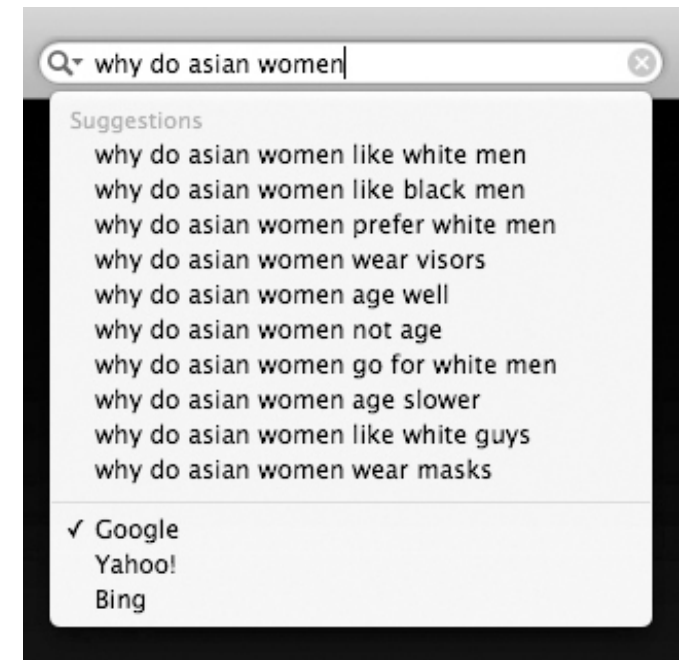 why do asian women
Suggestions
why do asian women like white men
why do asian women like black men
why do asian women prefer white men
why do asian women wear visors
why do asian women age well
why do asian women not age
why do asian women go for white men
why do asian women age slower
why do asian women like white guys
why do asian women wear masks
✓ Google
Yahoo!
Bing